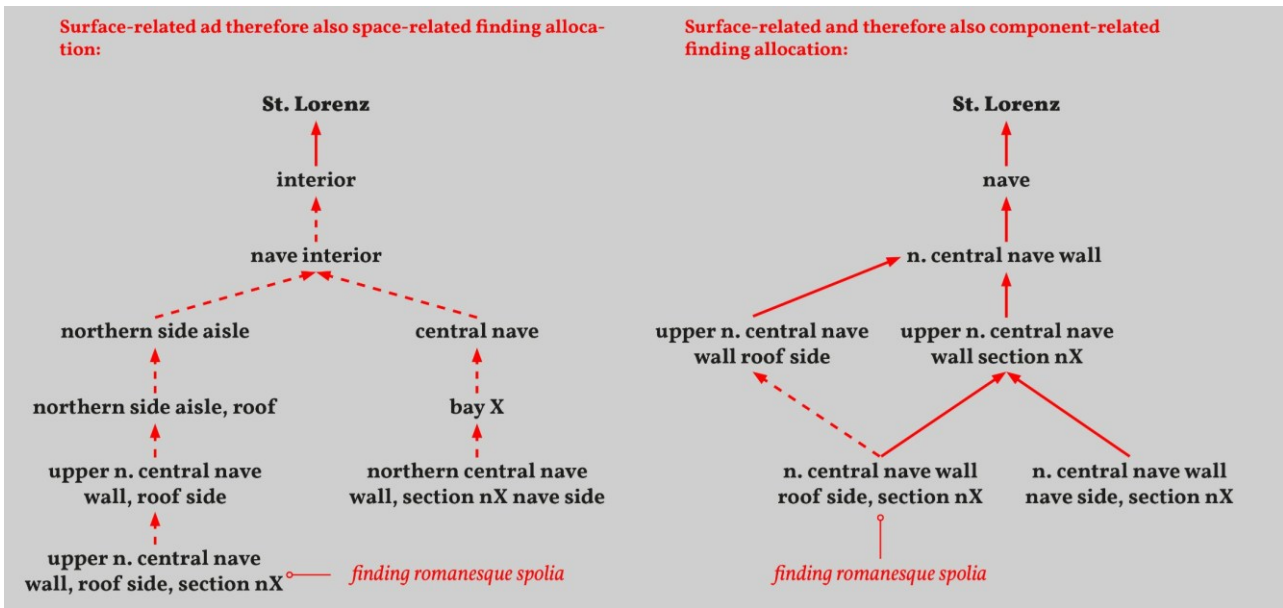 Surface-related ad therefore also space-related finding alloca-
tion:
St. Lorenz
interior
nave interior
northern side aisle
central nave
northern side aisle, roof
bay X
upper n. central nave
wall, roof side
northern central nave
wall, section nX nave side
upper n. central nave
wall, roof side, section nX
finding romanesque spolia
Surface-related and therefore also component-related
finding allocation:
St. Lorenz
nave
n. central nave wall
upper n. central nave
wall roof side
upper n. central nave
wall section nX
n. central nave wall
roof side, section nX
n. central nave wall
nave side, section nX
finding romanesque spolia